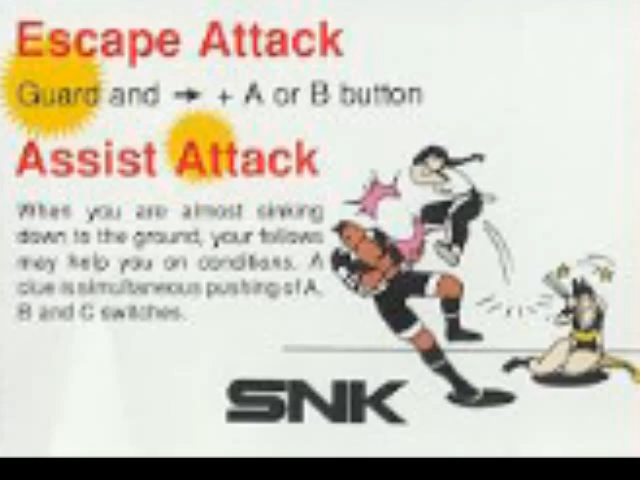 Escape Attack
Guard and ➔ + A or B button
Assist Attack
When you are almost sinking
down to the ground, your fellows
may help you on conditions. A
clue is simultaneous pushing of A,
B and C switches.
SNK